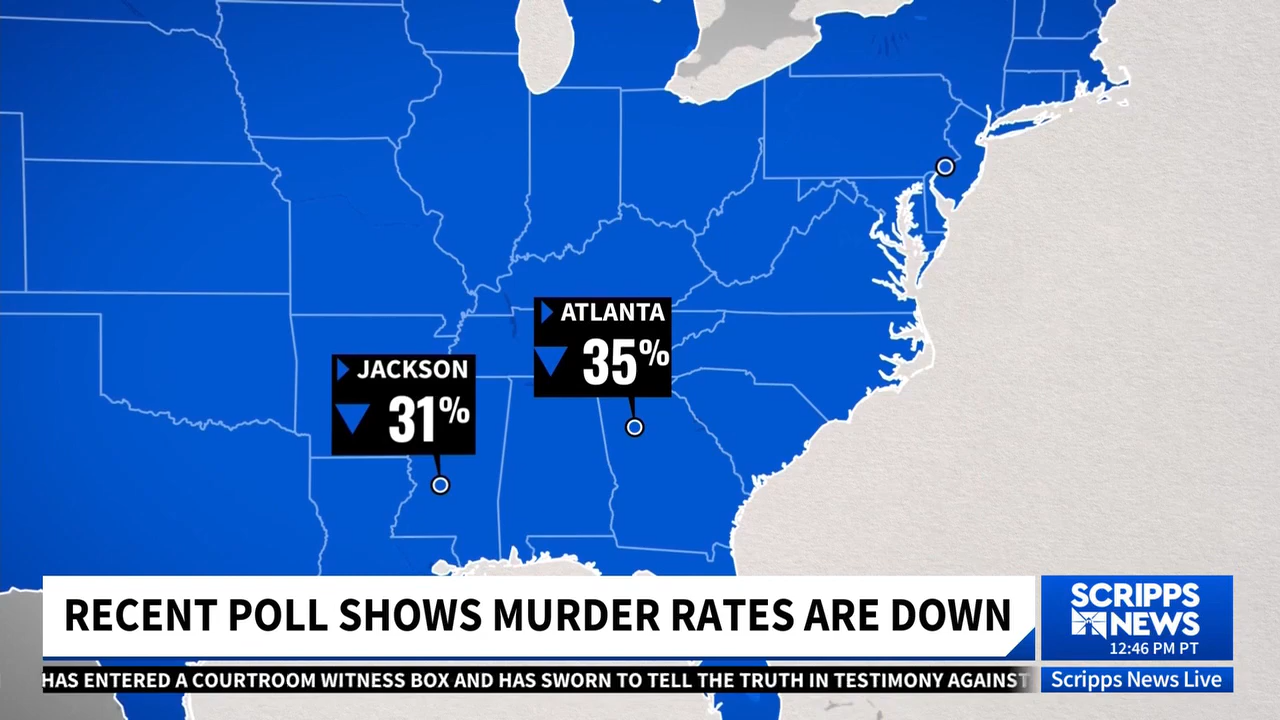 ATLANTA
35%
JACKSON
31%
RECENT POLL SHOWS MURDER RATES ARE DOWN
SCRIPPS
NEWS
12:46 PM PT
HAS ENTERED A COURTROOM WITNESS BOX AND HAS SWORN TO TELL THE TRUTH IN TESTIMONY AGAINST
Scripps News Live